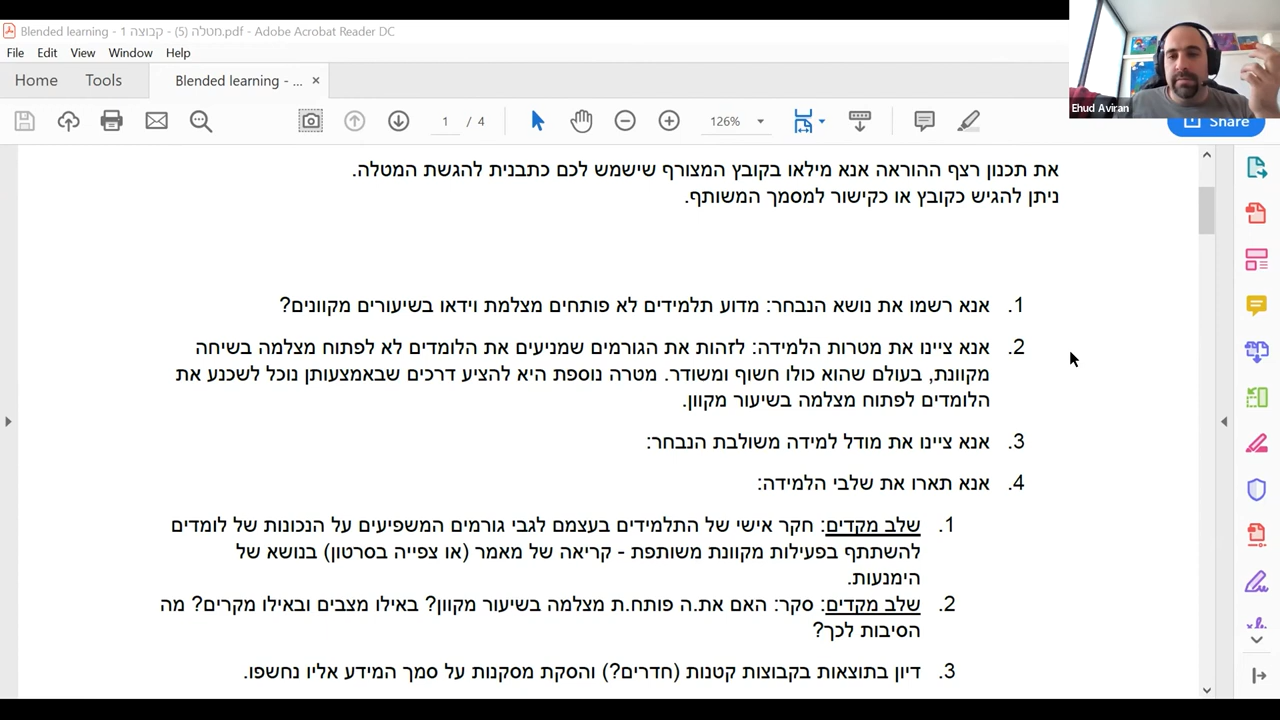 Blended learning - קבוצה 1 - מטלה (5).pdf - Adobe Acrobat Reader DC
File Edit View Window Help
Home Tools Blended learning - ... ×
1 / 4 126% Share
Ehud Aviran
את תכנון רצף ההוראה אנא מילאו בקובץ המצורף שישמש לכם כתבנית להגשת המטלה.
ניתן להגיש כקובץ או כקישור למסמך המשותף.
1. אנא רשמו את נושא הנבחר: מדוע תלמידים לא פותחים מצלמת וידאו בשיעורים מקוונים?
2. אנא ציינו את מטרות הלמידה: לזהות את הגורמים שמניעים את הלומדים לא לפתוח מצלמה בשיחה
מקוונת, בעולם שהוא כולו חשוף ומשודר. מטרה נוספת היא להציע דרכים שבאמצעותן נוכל לשכנע את
הלומדים לפתוח מצלמה בשיעור מקוון.
3. אנא ציינו את מודל למידה משולבת הנבחר:
4. אנא תארו את שלבי הלמידה:
1. שלב מקדים: חקר אישי של התלמידים בעצמם לגבי גורמים המשפיעים על הנכונות של לומדים
להשתתף בפעילות מקוונת משותפת - קריאה של מאמר (או צפייה בסרטון) בנושא של
הימנעות.
2. שלב מקדים: סקר: האם את.ה פותח.ת מצלמה בשיעור מקוון? באילו מצבים ובאילו מקרים? מה
הסיבות לכך?
3. דיון בתוצאות בקבוצות קטנות (חדרים?) והסקת מסקנות על סמך המידע אליו נחשפו.